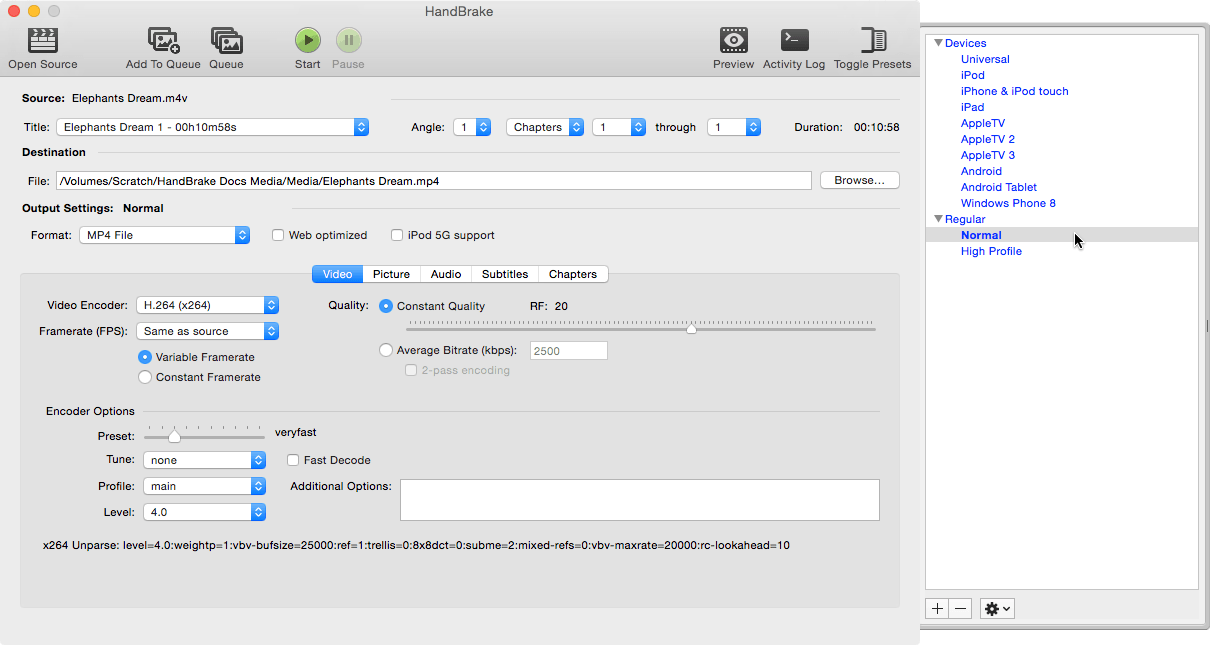 HandBrake
Open Source Add To Queue Queue Start Pause Preview Activity Log Toggle Presets
Source: Elephants Dream.m4v
Title: Elephants Dream 1 - 00h10m58s Angle: 1 Chapters 1 through 1 Duration: 00:10:58
Destination
File: /Volumes/Scratch/HandBrake Docs Media/Media/Elephants Dream.mp4 Browse...
Output Settings: Normal
Format: MP4 File Web optimized iPod 5G support
Video Picture Audio Subtitles Chapters
Video Encoder: H.264 (x264) Quality: Constant Quality RF: 20
Framerate (FPS): Same as source
Variable Framerate Average Bitrate (kbps): 2500
Constant Framerate 2-pass encoding
Encoder Options
Preset: veryfast
Tune: none Fast Decode
Profile: main Additional Options:
Level: 4.0
x264 Unparse: level=4.0:weightp=1:vbv-bufsize=25000:ref=1:trellis=0:8x8dct=0:subme=2:mixed-refs=0:vbv-maxrate=20000:rc-lookahead=10
Devices
Universal
iPod
iPhone & iPod touch
iPad
AppleTV
AppleTV 2
AppleTV 3
Android
Android Tablet
Windows Phone 8
Regular
Normal
High Profile